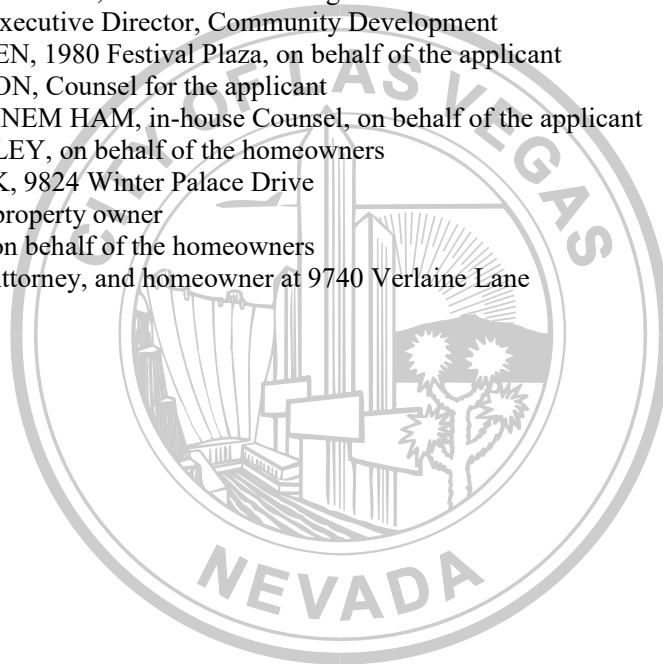 Executive Director, Community Development
EN, 1980 Festival Plaza, on behalf of the applicant
ON, Counsel for the applicant
NEM HAM, in-house Counsel, on behalf of the applicant
LEY, on behalf of the homeowners
K, 9824 Winter Palace Drive
property owner
on behalf of the homeowners
attorney, and homeowner at 9740 Verlaine Lane
CITY OF LAS VEGAS
NEVADA